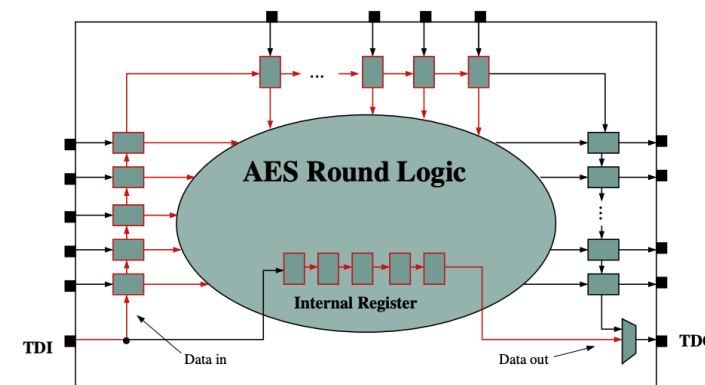 ...
AES Round Logic
...
Internal Register
TDI
Data in
Data out